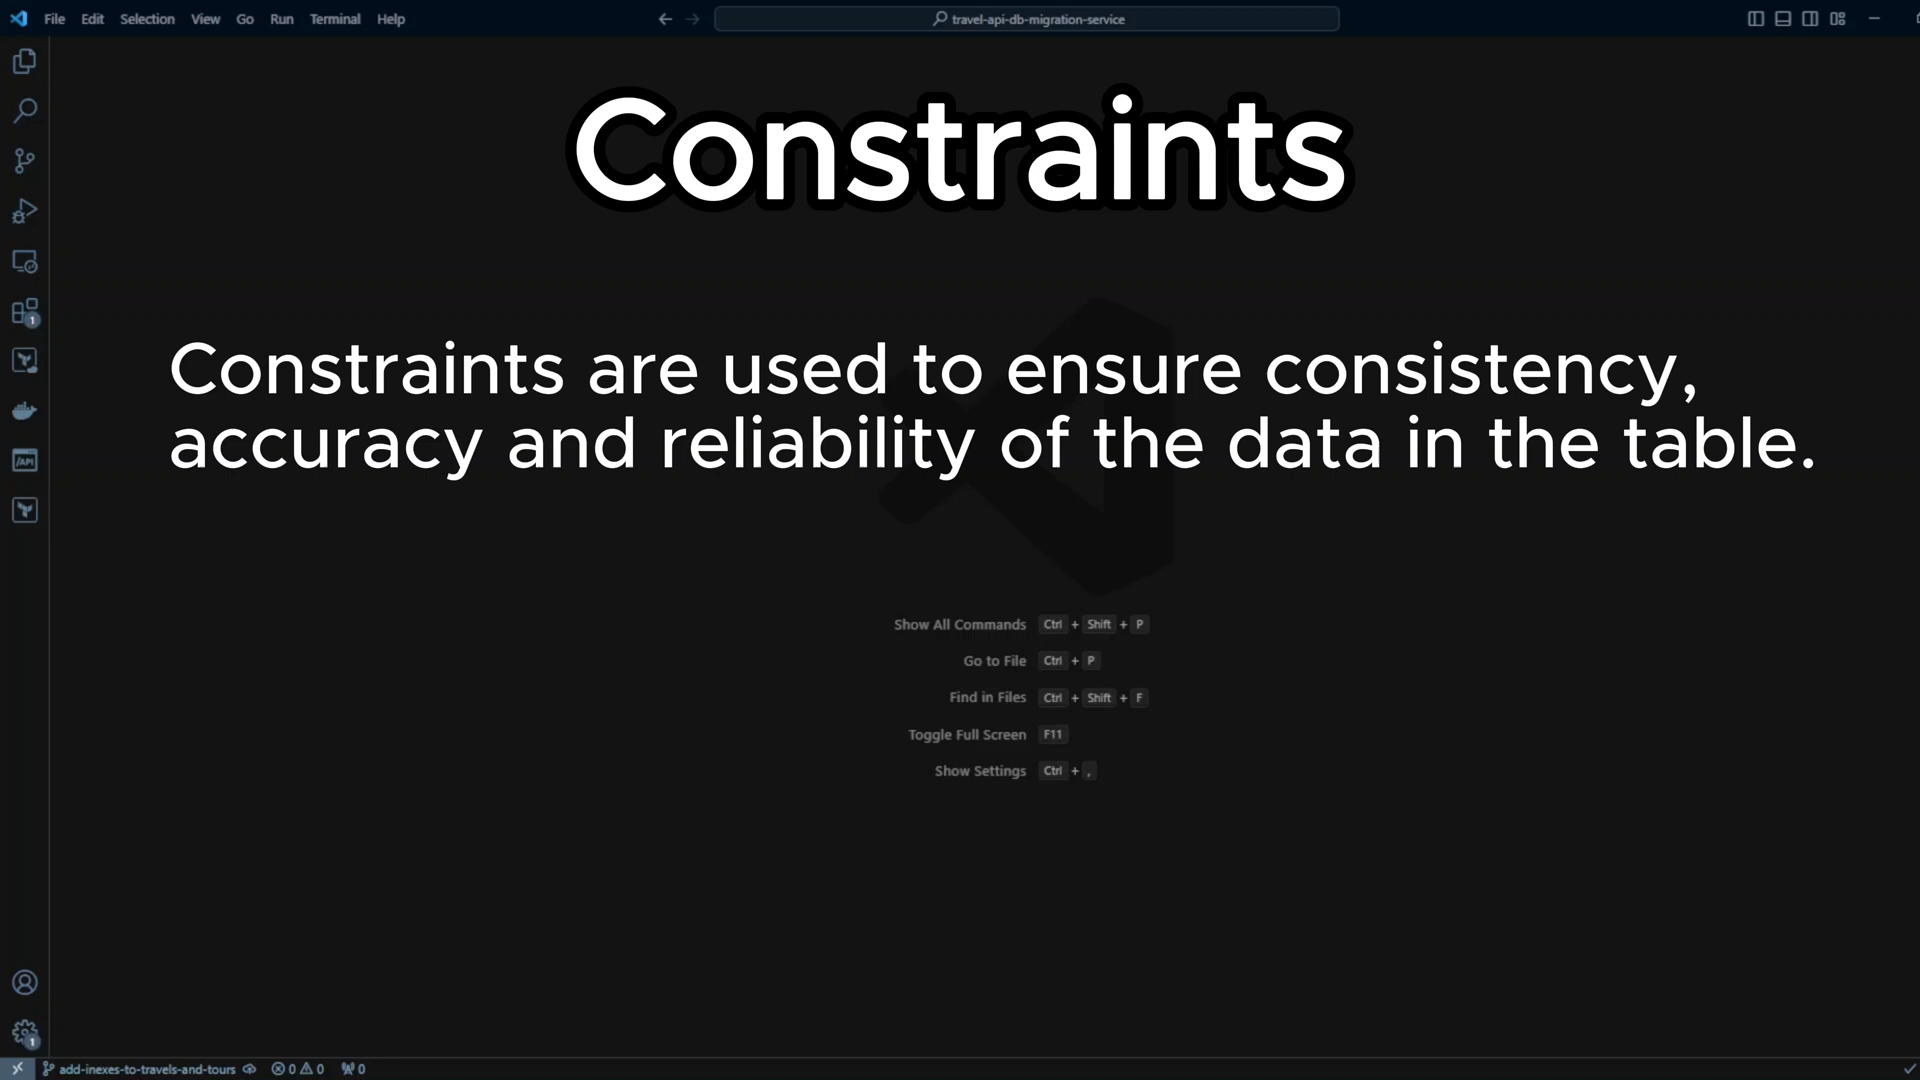 File Edit Selection View Go Run Terminal Help
travel-api-db-migration-service
Constraints
Constraints are used to ensure consistency,
accuracy and reliability of the data in the table.
1
/API
Show All Commands Ctrl + Shift + P
Go to File Ctrl + P
Find in Files Ctrl + Shift + F
Toggle Full Screen F11
Show Settings Ctrl + ,
1
add-inexes-to-travels-and-tours 0 0 0